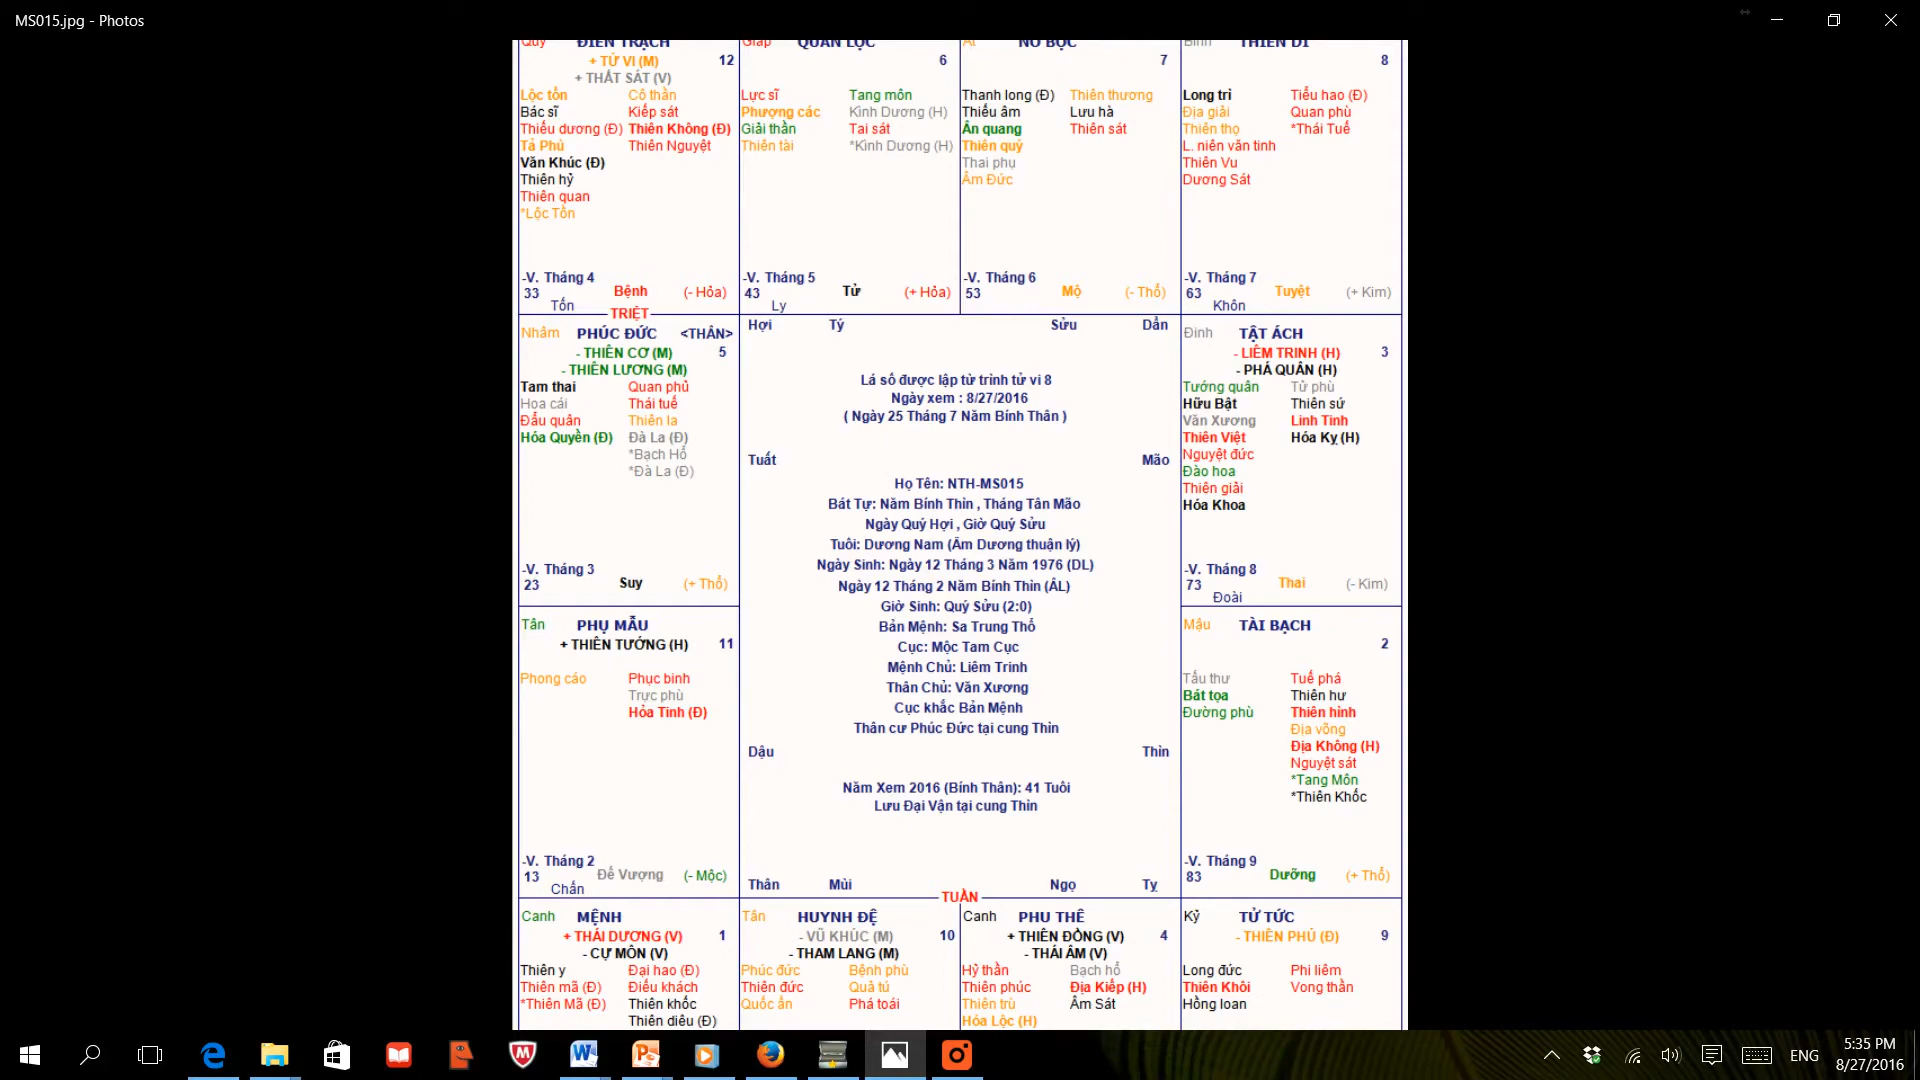 MS015.jpg - Photos
Quý ĐIỀN TRẠCH
+ TỬ VI (M) 12
+ THẤT SÁT (V)
Lộc tồn Cô thần
Bác sĩ Kiếp sát
Thiếu dương (Đ) Thiên Không (Đ)
Tả Phù Thiên Nguyệt
Văn Khúc (Đ)
Thiên hỷ
Thiên quan
*Lộc Tồn
-V. Tháng 4
33 Bệnh (- Hỏa)
Tốn
Giáp QUAN LỘC
6
Lực sĩ Tang môn
Phượng các Kình Dương (H)
Giải thần Tai sát
Thiên tài *Kình Dương (H)
-V. Tháng 5
43 Tử (+ Hỏa)
Ly
Ất NÔ BỘC
7
Thanh long (Đ) Thiên thương
Thiếu âm Lưu hà
Ân quang Thiên sát
Thiên quý
Thai phụ
Âm Đức
-V. Tháng 6
53 Mộ (- Thổ)
Bính THIÊN DI
8
Long trì Tiểu hao (Đ)
Địa giải Quan phù
Thiên thọ *Thái Tuế
L. niên văn tinh
Thiên Vu
Dương Sát
-V. Tháng 7
63 Tuyệt (+ Kim)
Khôn
TRIỆT
Nhâm PHÚC ĐỨC <THÂN>
- THIÊN CƠ (M) 5
- THIÊN LƯƠNG (M)
Tam thai Quan phủ
Hoa cái Thái tuế
Đẩu quân Thiên la
Hóa Quyền (Đ) Đà La (Đ)
*Bạch Hổ
*Đà La (Đ)
-V. Tháng 3
23 Suy (+ Thổ)
Hợi Tý Sửu Dần
Lá số được lập từ trình tử vi 8
Ngày xem : 8/27/2016
( Ngày 25 Tháng 7 Năm Bính Thân )
Tuất Mão
Họ Tên: NTH-MS015
Bát Tự: Năm Bính Thìn , Tháng Tân Mão
Ngày Quý Hợi , Giờ Quý Sửu
Tuổi: Dương Nam (Âm Dương thuận lý)
Ngày Sinh: Ngày 12 Tháng 3 Năm 1976 (DL)
Ngày 12 Tháng 2 Năm Bính Thìn (ÂL)
Giờ Sinh: Quý Sửu (2:0)
Bản Mệnh: Sa Trung Thổ
Cục: Mộc Tam Cục
Mệnh Chủ: Liêm Trinh
Thân Chủ: Văn Xương
Cục khắc Bản Mệnh
Thân cư Phúc Đức tại cung Thìn
Dậu Thìn
Năm Xem 2016 (Bính Thân): 41 Tuổi
Lưu Đại Vận tại cung Thìn
Thân Mùi Ngọ Tỵ
Đinh TẬT ÁCH
- LIÊM TRINH (H) 3
- PHÁ QUÂN (H)
Tướng quân Tử phù
Hữu Bật Thiên sứ
Văn Xương Linh Tinh
Thiên Việt Hóa Kỵ (H)
Nguyệt đức
Đào hoa
Thiên giải
Hóa Khoa
-V. Tháng 8
73 Thai (- Kim)
Đoài
Tân PHỤ MẪU
+ THIÊN TƯỚNG (H) 11
Phong cáo Phục binh
Trực phù
Hỏa Tinh (Đ)
-V. Tháng 2
13 Đế Vượng (- Mộc)
Chấn
Mậu TÀI BẠCH
2
Tấu thư Tuế phá
Bát tọa Thiên hư
Đường phù Thiên hình
Địa võng
Địa Không (H)
Nguyệt sát
*Tang Môn
*Thiên Khốc
-V. Tháng 9
83 Dưỡng (+ Thổ)
TUẦN
Canh MỆNH
+ THÁI DƯƠNG (V) 1
- CỰ MÔN (V)
Thiên y Đại hao (Đ)
Thiên mã (Đ) Điếu khách
*Thiên Mã (Đ) Thiên khốc
Thiên diêu (Đ)
Tân HUYNH ĐỆ
- VŨ KHÚC (M) 10
- THAM LANG (M)
Phúc đức Bệnh phù
Thiên đức Quả tú
Quốc ấn Phá toái
Canh PHU THÊ
+ THIÊN ĐỒNG (V) 4
- THÁI ÂM (V)
Hỷ thần Bạch hổ
Thiên phúc Địa Kiếp (H)
Thiên trù Âm Sát
Hóa Lộc (H)
Kỷ TỬ TỨC
- THIÊN PHỦ (Đ) 9
Long đức Phi liêm
Thiên Khôi Vong thần
Hồng loan
ENG
5:35 PM
8/27/2016